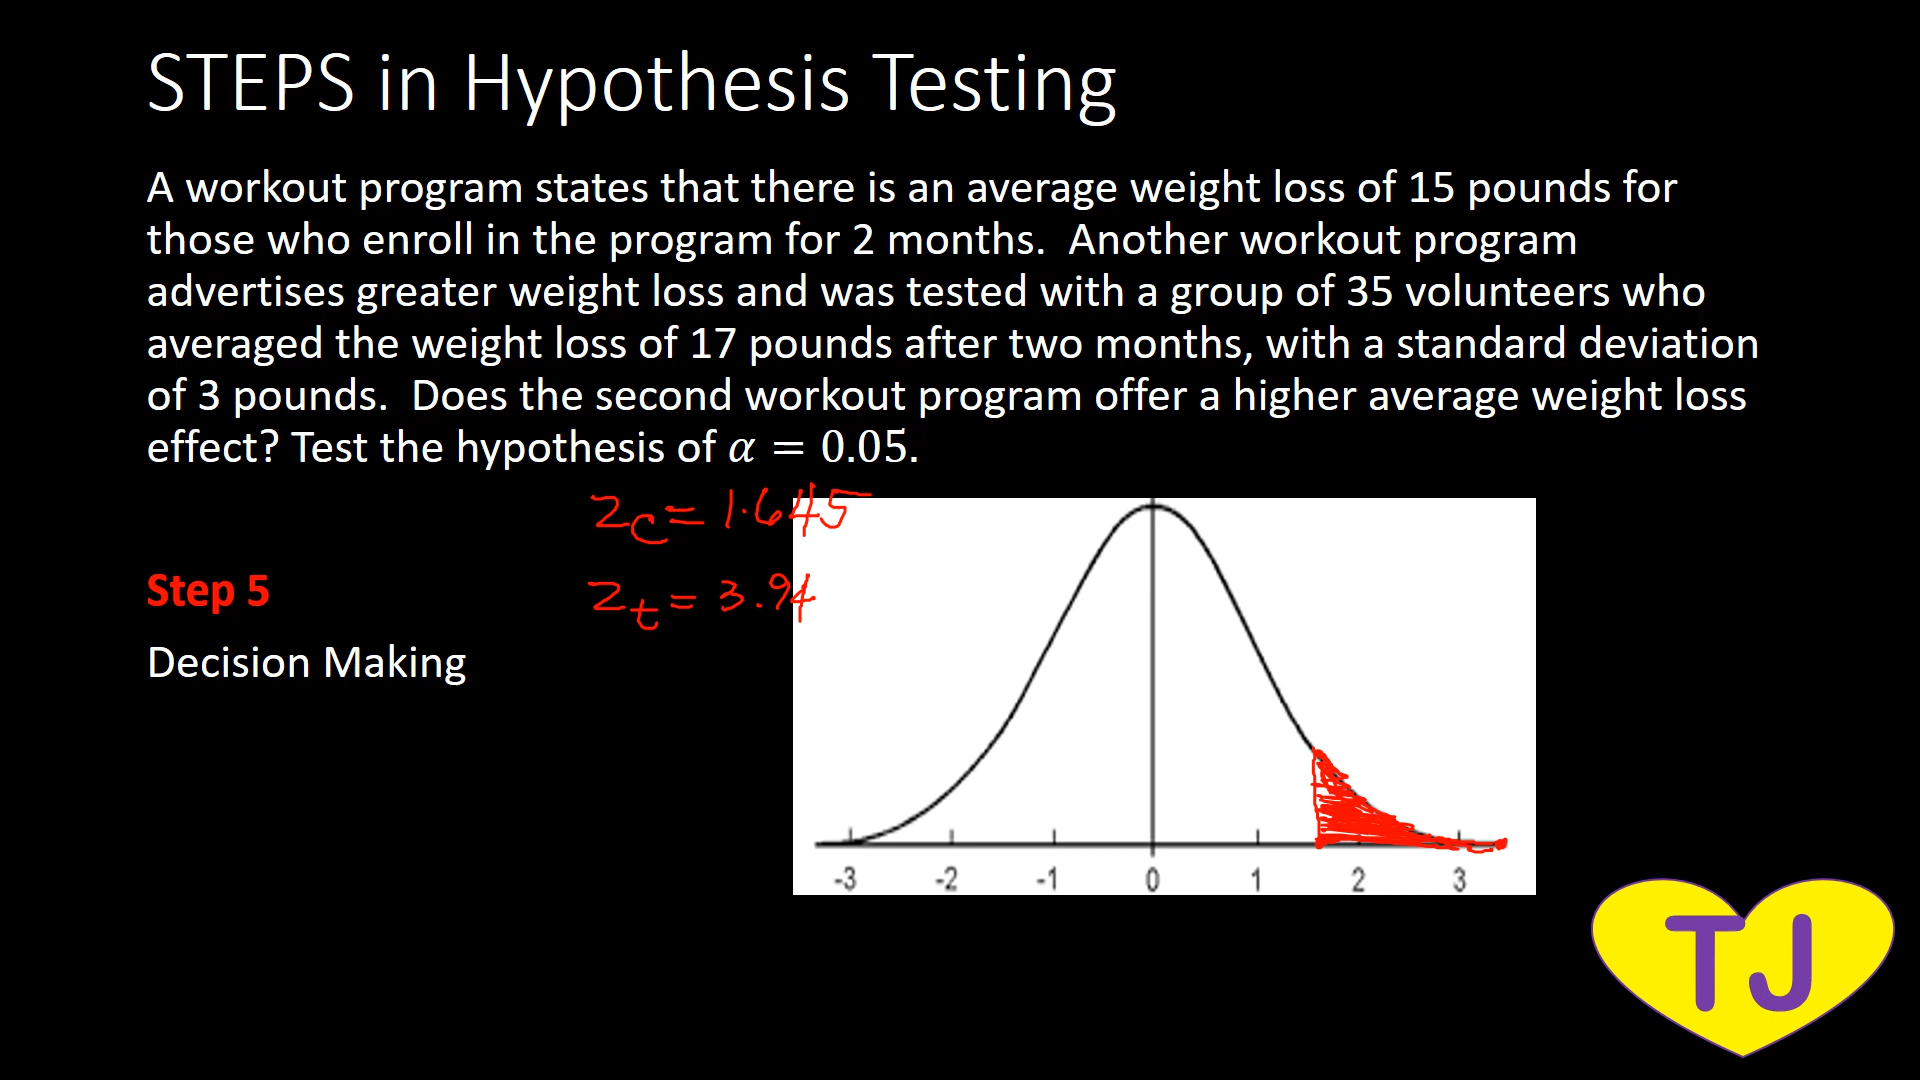 STEPS in Hypothesis Testing
A workout program states that there is an average weight loss of 15 pounds for
those who enroll in the program for 2 months.  Another workout program
advertises greater weight loss and was tested with a group of 35 volunteers who
averaged the weight loss of 17 pounds after two months, with a standard deviation
of 3 pounds.  Does the second workout program offer a higher average weight loss
effect? Test the hypothesis of α = 0.05.
Zc = 1.645
Step 5
Zt = 3.94
Decision Making
-3 -2 -1 0 1 2 3
TJ